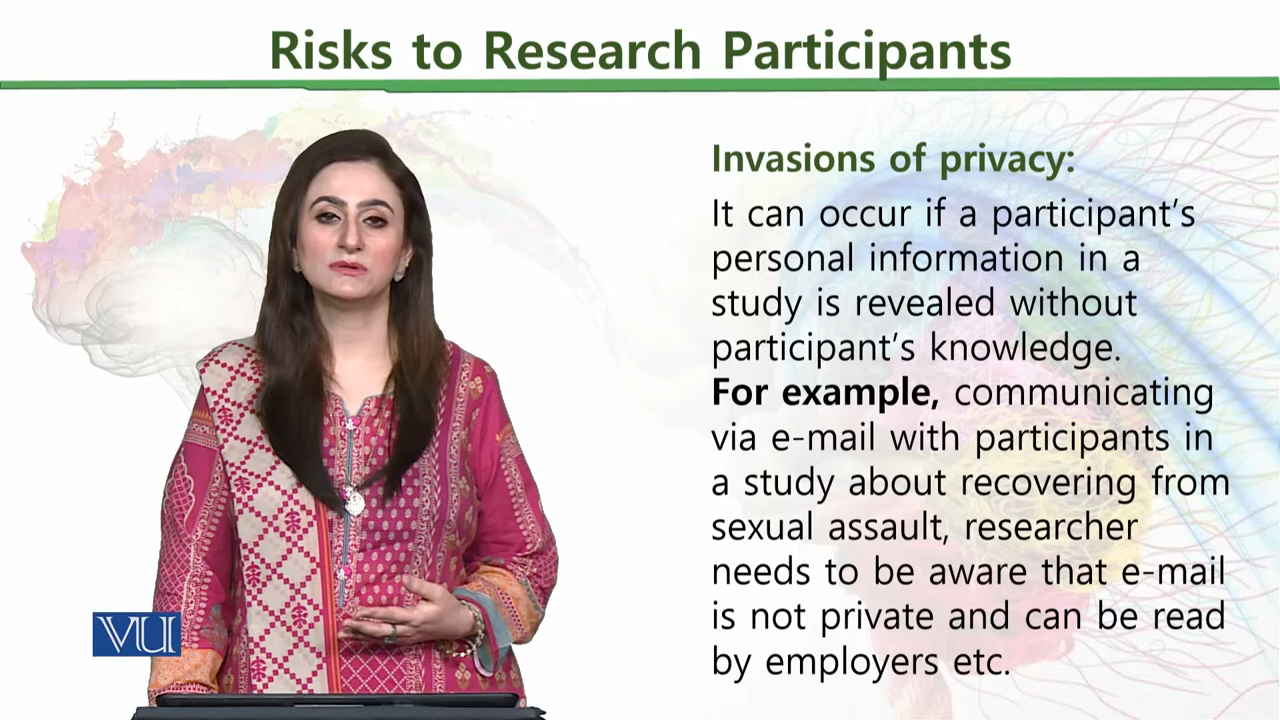 Risks to Research Participants
Invasions of privacy:
It can occur if a participant’s
personal information in a
study is revealed without
participant’s knowledge.
For example, communicating
via e-mail with participants in
a study about recovering from
sexual assault, researcher
needs to be aware that e-mail
is not private and can be read
by employers etc.
VU